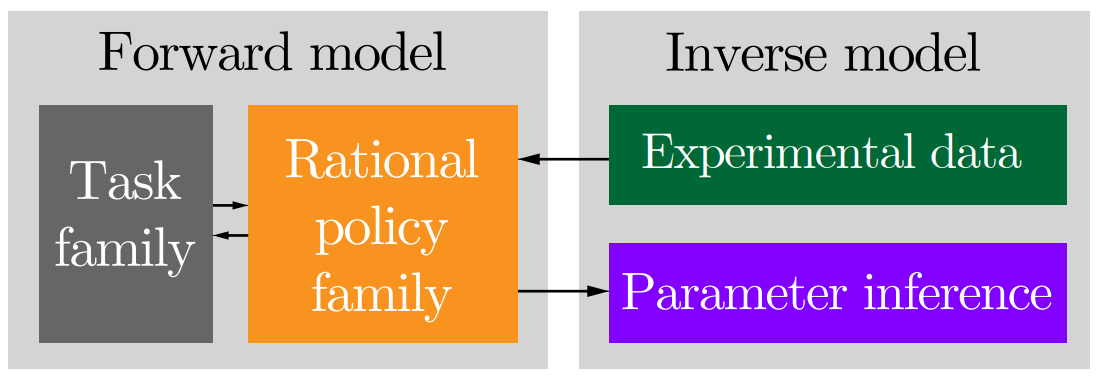 Forward model
Task
family
Rational
policy
family
Inverse model
Experimental data
Parameter inference